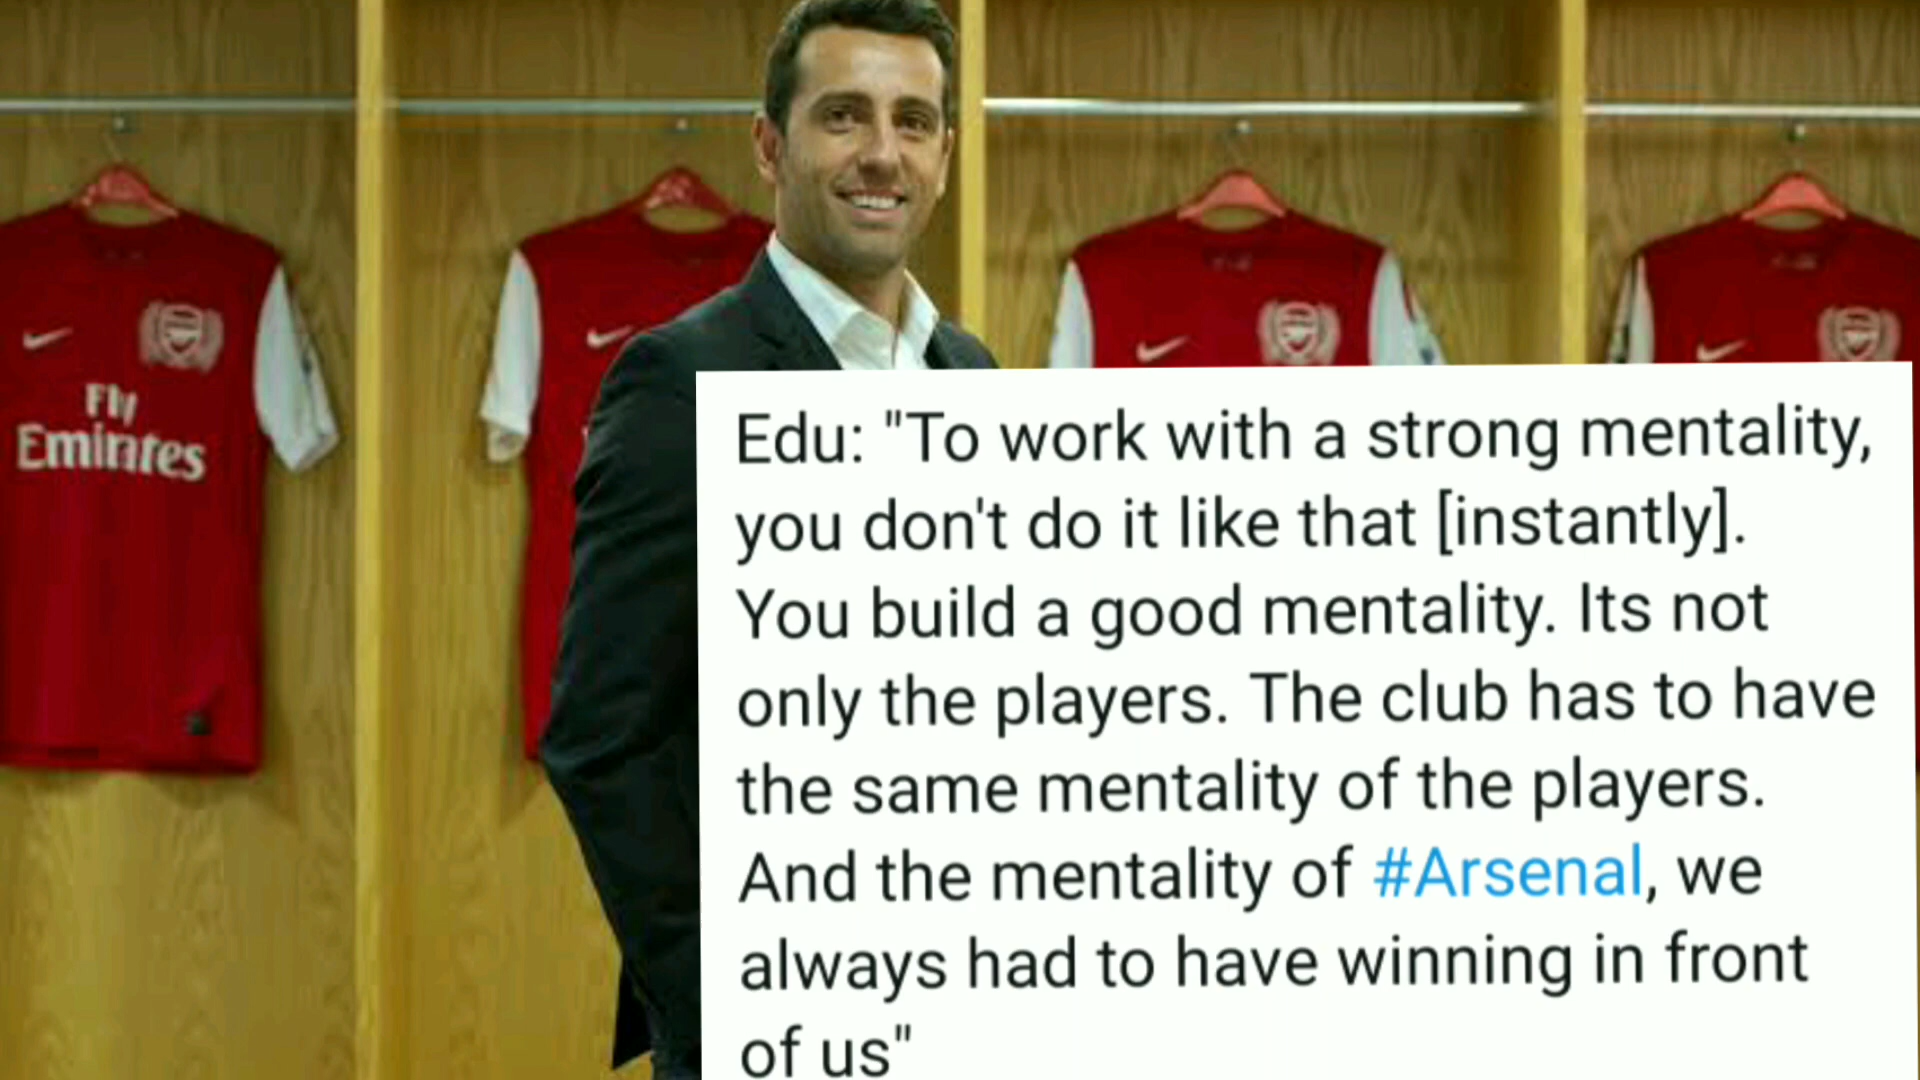 Fly
Emirates
Edu: "To work with a strong mentality,
you don't do it like that [instantly].
You build a good mentality. Its not
only the players. The club has to have
the same mentality of the players.
And the mentality of #Arsenal, we
always had to have winning in front
of us"